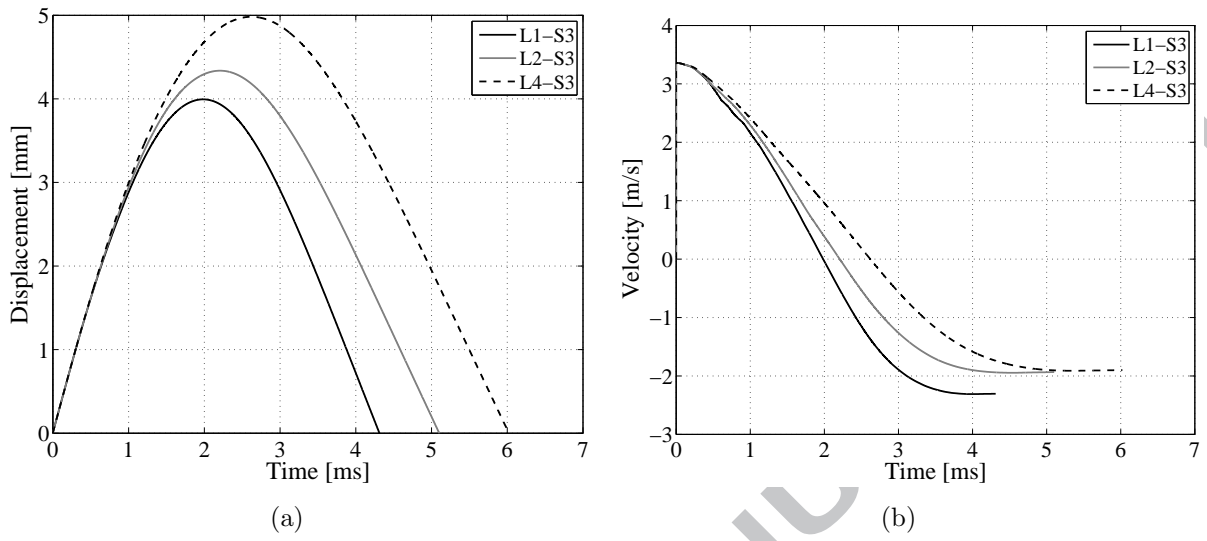 5
4
3
2
1
0
Displacement [mm]
0 1 2 3 4 5 6 7
Time [ms]
L1−S3
L2−S3
L4−S3
(a)
4
3
2
1
0
−1
−2
−3
Velocity [m/s]
0 1 2 3 4 5 6 7
Time [ms]
L1−S3
L2−S3
L4−S3
(b)